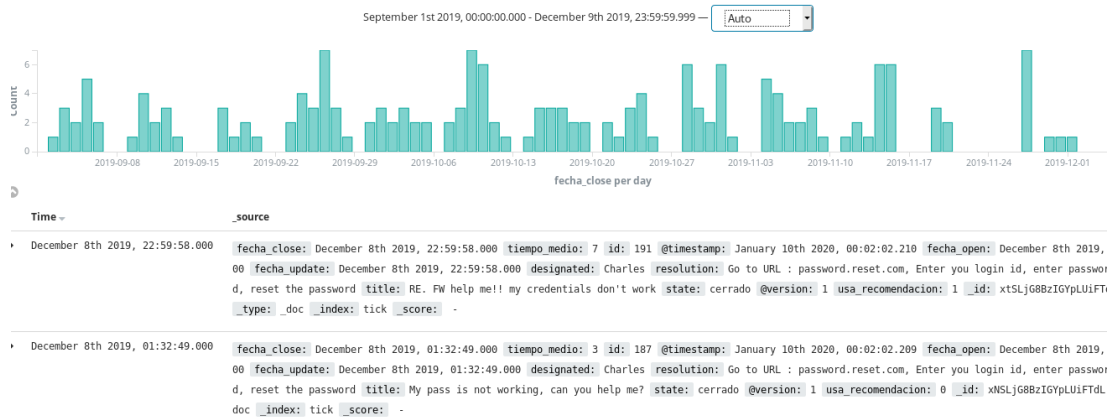 September 1st 2019, 00:00:00.000 - December 9th 2019, 23:59:59.999 — Auto
6
4
2
0
Count
2019-09-08 2019-09-15 2019-09-22 2019-09-29 2019-10-06 2019-10-13 2019-10-20 2019-10-27 2019-11-03 2019-11-10 2019-11-17 2019-11-24 2019-12-01
fecha_close per day
Time _source
December 8th 2019, 22:59:58.000 fecha_close: December 8th 2019, 22:59:58.000 tiempo_medio: 7 id: 191 @timestamp: January 10th 2020, 00:02:02.210 fecha_open: December 8th 2019,
00 fecha_update: December 8th 2019, 22:59:58.000 designated: Charles resolution: Go to URL : password.reset.com, Enter you login id, enter passwor
d, reset the password title: RE. FW help me!! my credentials don't work state: cerrado @version: 1 usa_recomendacion: 1 _id: xtSLjG8BzIGYpLUiFTd
_type: _doc _index: tick _score: -
December 8th 2019, 01:32:49.000 fecha_close: December 8th 2019, 01:32:49.000 tiempo_medio: 3 id: 187 @timestamp: January 10th 2020, 00:02:02.209 fecha_open: December 8th 2019,
00 fecha_update: December 8th 2019, 01:32:49.000 designated: Charles resolution: Go to URL : password.reset.com, Enter you login id, enter passwor
d, reset the password title: My pass is not working, can you help me? state: cerrado @version: 1 usa_recomendacion: 0 _id: xNSLjG8BzIGYpLUiFTdL
doc _index: tick _score: -